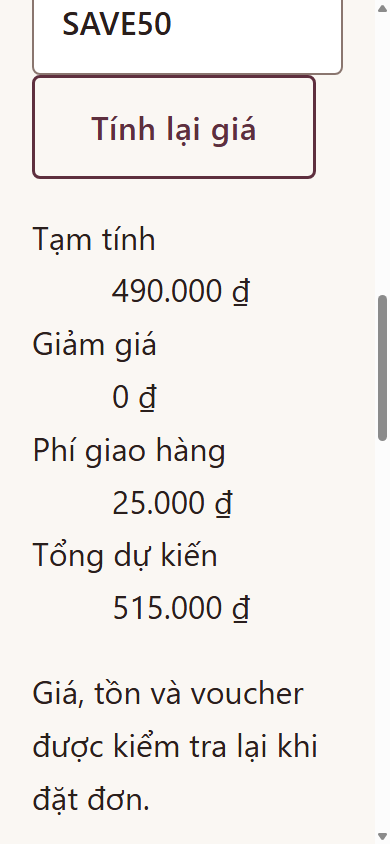 SAVE50
Tính lại giá
Tạm tính
490.000 ₫
Giảm giá
0 ₫
Phí giao hàng
25.000 ₫
Tổng dự kiến
515.000 ₫
Giá, tồn và voucher
được kiểm tra lại khi
đặt đơn.